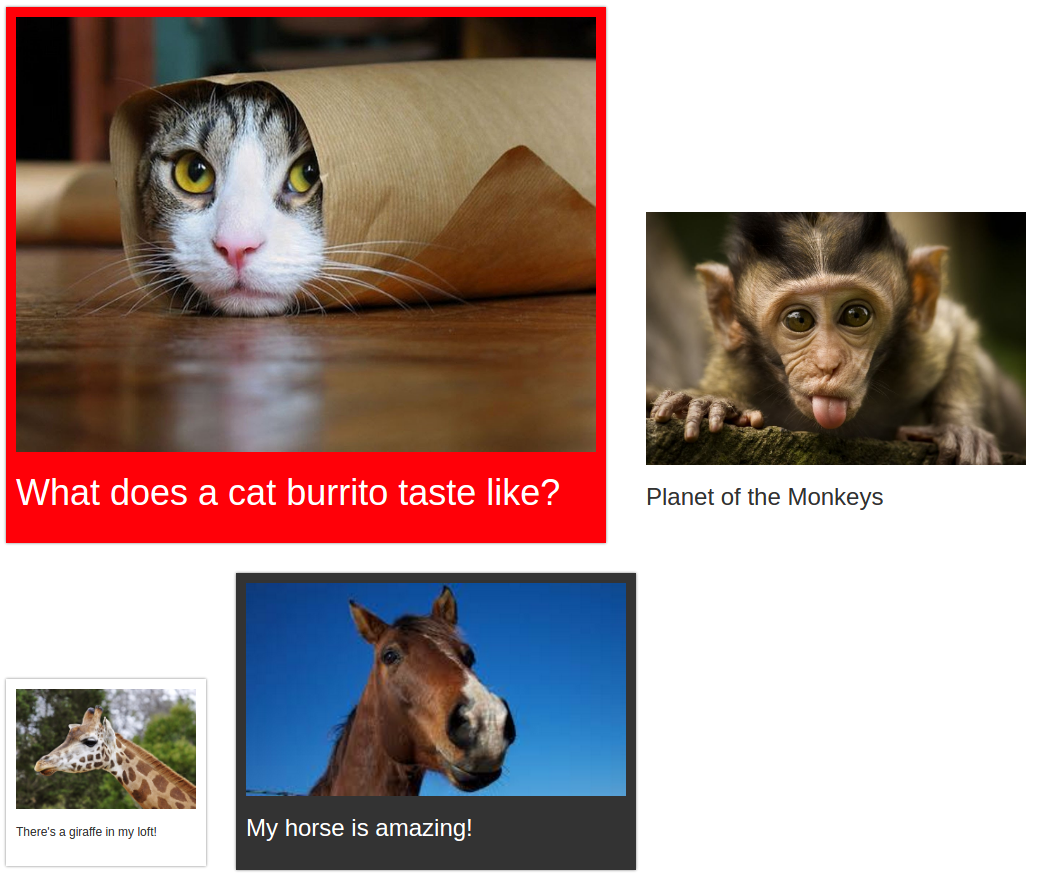 What does a cat burrito taste like?
Planet of the Monkeys
There's a giraffe in my loft!
My horse is amazing!